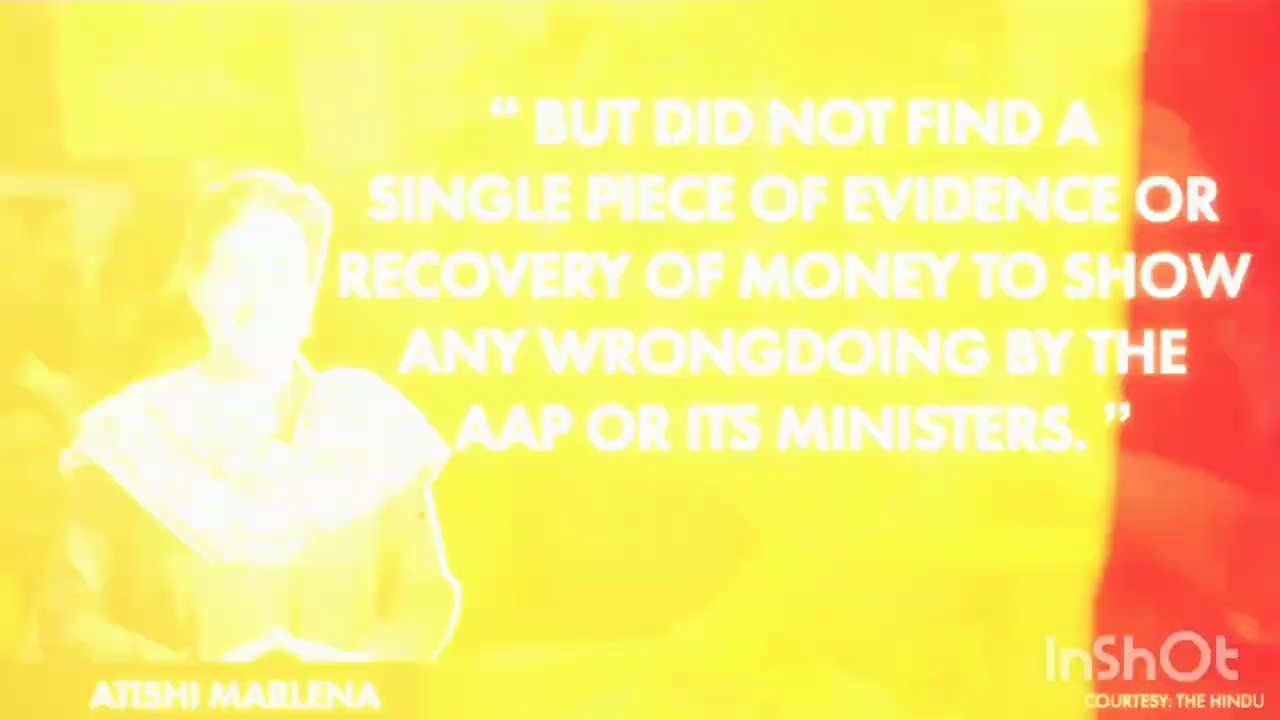 “ BUT DID NOT FIND A
SINGLE PIECE OF EVIDENCE OR
RECOVERY OF MONEY TO SHOW
ANY WRONGDOING BY THE
AAP OR ITS MINISTERS. ”
ATISHI MARLENA
InShOt
COURTESY: THE HINDU